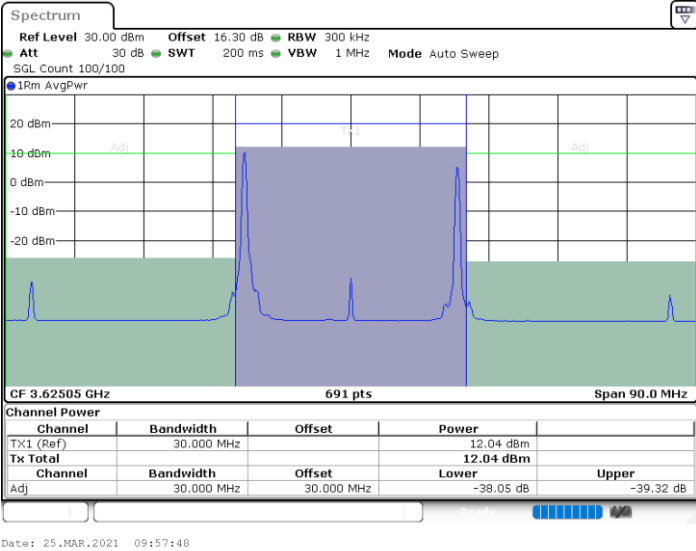 Spectrum
Ref Level 30.00 dBm Offset 16.30 dB RBW 300 kHz
Att 30 dB SWT 200 ms VBW 1 MHz Mode Auto Sweep
SGL Count 100/100
1Rm AvgPwr
TX1
20 dBm
Adj Adj
10 dBm
0 dBm
-10 dBm
-20 dBm
CF 3.62505 GHz 691 pts Span 90.0 MHz
Channel Power
Channel Bandwidth Offset Power
TX1 (Ref) 30.000 MHz 12.04 dBm
Tx Total 12.04 dBm
Channel Bandwidth Offset Lower Upper
Adj 30.000 MHz 30.000 MHz -38.05 dB -39.32 dB
Ready
Date: 25.MAR.2021 09:57:48